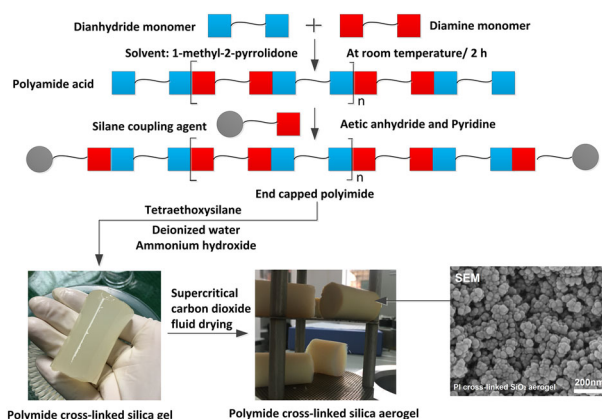 Dianhydride monomer
Diamine monomer
Solvent: 1-methyl-2-pyrrolidone
At room temperature/ 2 h
Polyamide acid
n
Silane coupling agent
Aetic anhydride and Pyridine
n
End capped polyimide
Tetraethoxysilane
Deionized water
Ammonium hydroxide
Supercritical
carbon dioxide
fluid drying
SEM
PI cross-linked SiO₂ aerogel
200nm
Polymide cross-linked silica gel
Polymide cross-linked silica aerogel